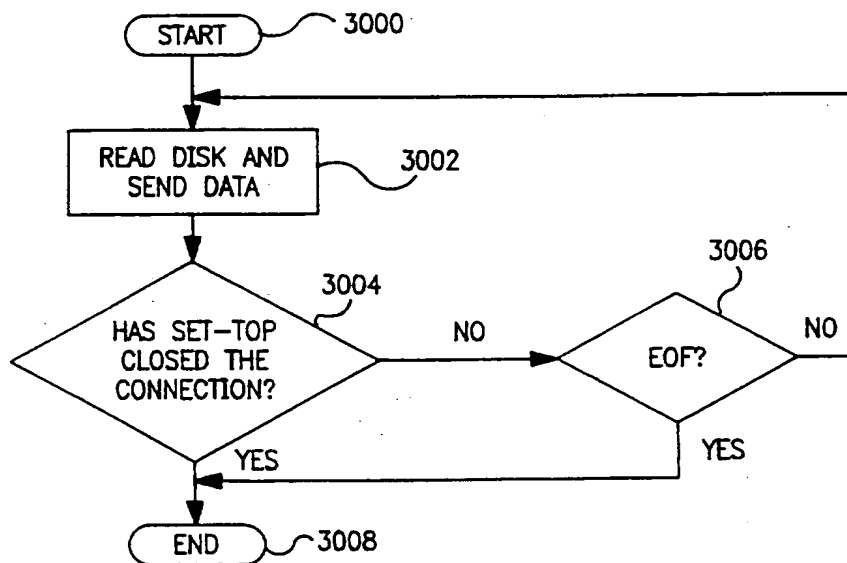 START
3000
READ DISK AND
SEND DATA
3002
HAS SET-TOP
CLOSED THE
CONNECTION?
3004
NO
EOF?
3006
NO
YES
YES
END
3008